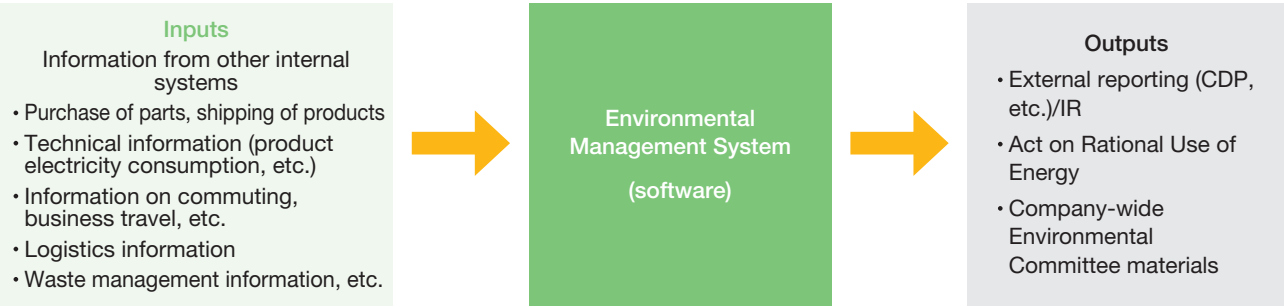 Inputs
Information from other internal
systems
・Purchase of parts, shipping of products
・Technical information (product
electricity consumption, etc.)
・Information on commuting,
business travel, etc.
・Logistics information
・Waste management information, etc.
Environmental
Management System
(software)
Outputs
・External reporting (CDP,
etc.)/IR
・Act on Rational Use of
Energy
・Company-wide
Environmental
Committee materials